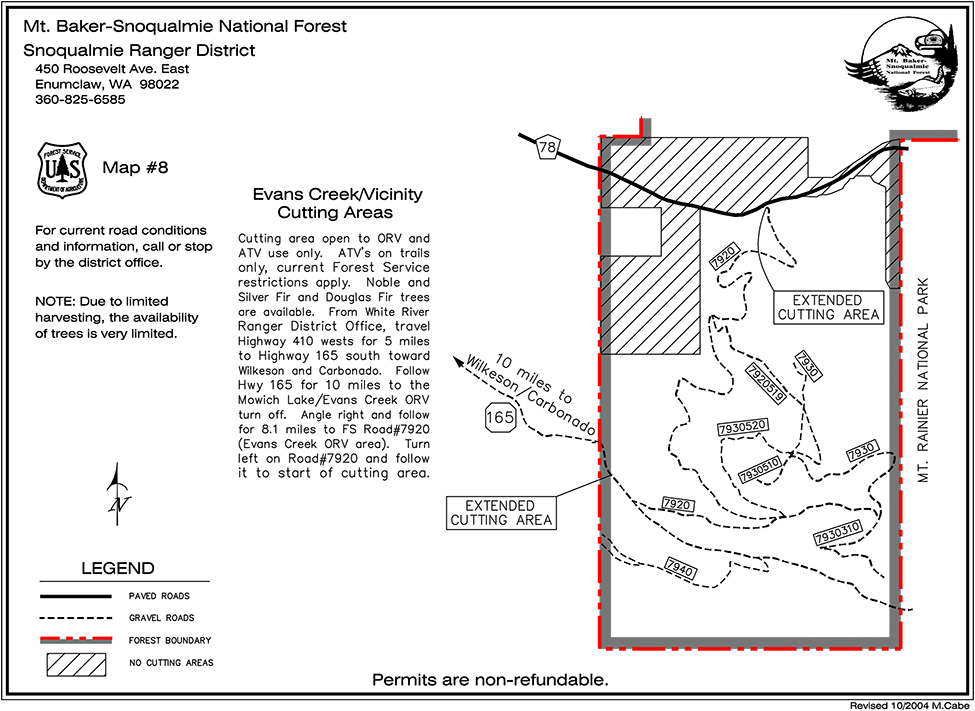 Mt. Baker-Snoqualmie National Forest
Snoqualmie Ranger District
450 Roosevelt Ave. East
Enumclaw, WA 98022
360-825-6585
Mt. Baker-
Snoqualmie
National Forest
FOREST SERVICE
U S
DEPARTMENT OF AGRICULTURE
Map #8
For current road conditions
and information, call or stop
by the district office.
NOTE: Due to limited
harvesting, the availability
of trees is very limited.
Evans Creek/Vicinity
Cutting Areas
Cutting area open to ORV and
ATV use only. ATV's on trails
only, current Forest Service
restrictions apply. Noble and
Silver Fir and Douglas Fir trees
are available. From White River
Ranger District Office, travel
Highway 410 wests for 5 miles
to Highway 165 south toward
Wilkeson and Carbonado. Follow
Hwy 165 for 10 miles to the
Mowich Lake/Evans Creek ORV
turn off. Angle right and follow
for 8.1 miles to FS Road#7920
(Evans Creek ORV area). Turn
left on Road#7920 and follow
it to start of cutting area.
78
7920
EXTENDED
CUTTING AREA
MT. RAINIER NATIONAL PARK
10 miles to
Wilkeson/Carbonado
165
7930
7920519
7930520
7930510
7930
EXTENDED
CUTTING AREA
7920
7930310
7940
N
LEGEND
PAVED ROADS
GRAVEL ROADS
FOREST BOUNDARY
NO CUTTING AREAS
Permits are non-refundable.
Revised 10/2004 M.Cabe